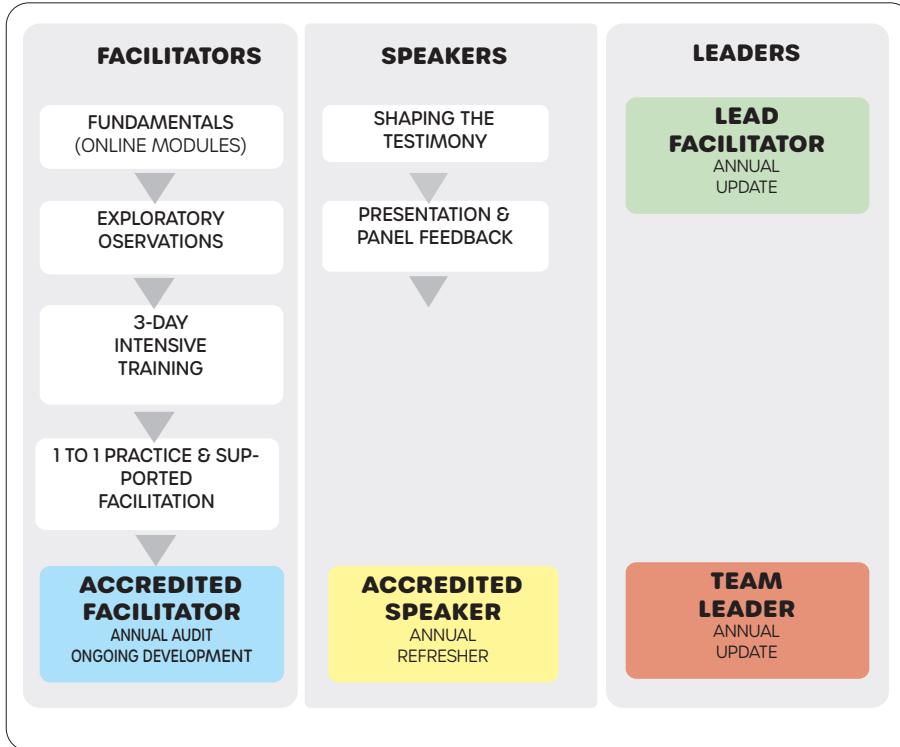 FACILITATORS
FUNDAMENTALS
(ONLINE MODULES)
EXPLORATORY
OSERVATIONS
3-DAY
INTENSIVE
TRAINING
1 TO 1 PRACTICE & SUP-
PORTED
FACILITATION
ACCREDITED
FACILITATOR
ANNUAL AUDIT
ONGOING DEVELOPMENT
SPEAKERS
SHAPING THE
TESTIMONY
PRESENTATION &
PANEL FEEDBACK
ACCREDITED
SPEAKER
ANNUAL
REFRESHER
LEADERS
LEAD
FACILITATOR
ANNUAL
UPDATE
TEAM
LEADER
ANNUAL
UPDATE